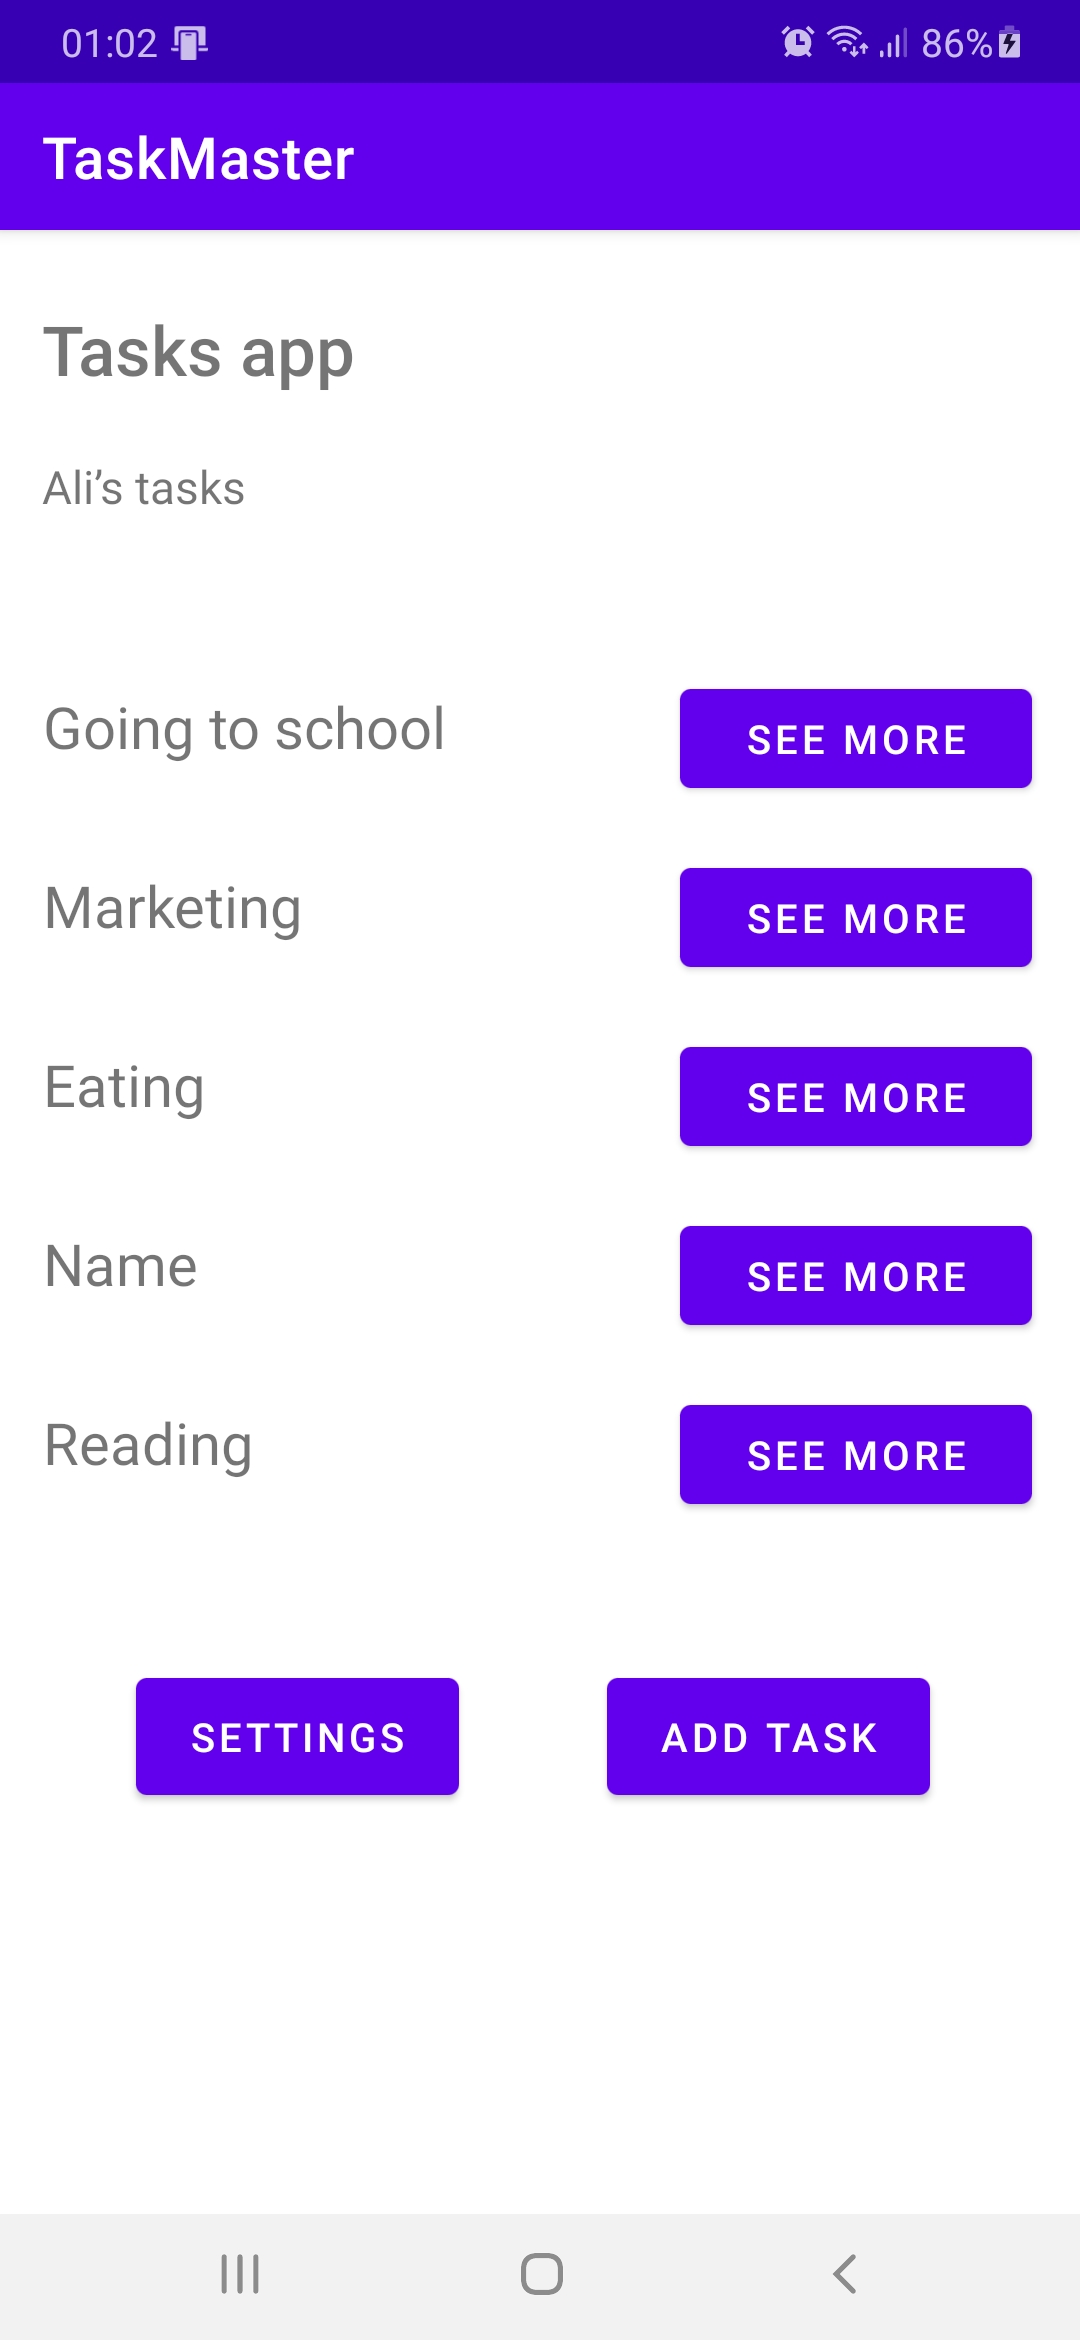 01:02 86%
TaskMaster
Tasks app
Ali’s tasks
Going to school SEE MORE
Marketing SEE MORE
Eating SEE MORE
Name SEE MORE
Reading SEE MORE
SETTINGS ADD TASK